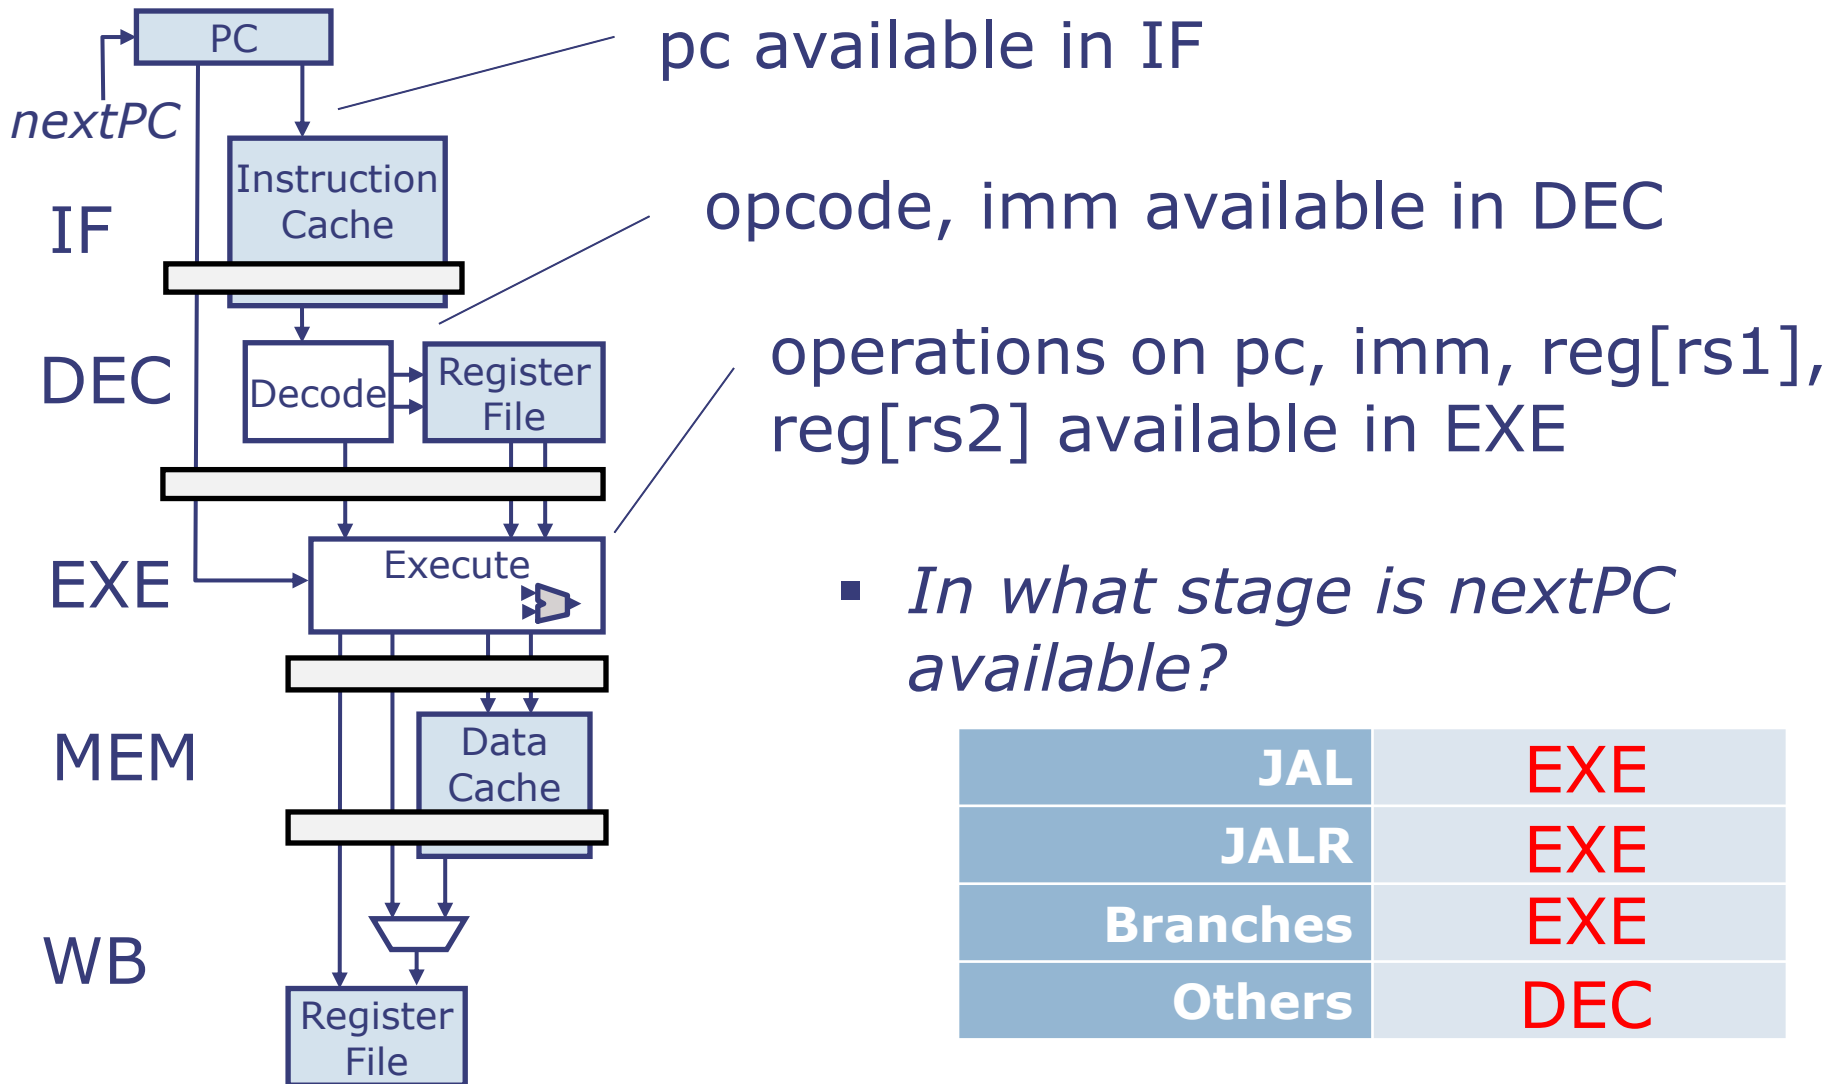 PC
nextPC
IF
Instruction
Cache
DEC
Decode
Register
File
EXE
Execute
MEM
Data
Cache
WB
Register
File
pc available in IF
opcode, imm available in DEC
operations on pc, imm, reg[rs1],
reg[rs2] available in EXE
▪ In what stage is nextPC
available?
JAL EXE
JALR EXE
Branches EXE
Others DEC